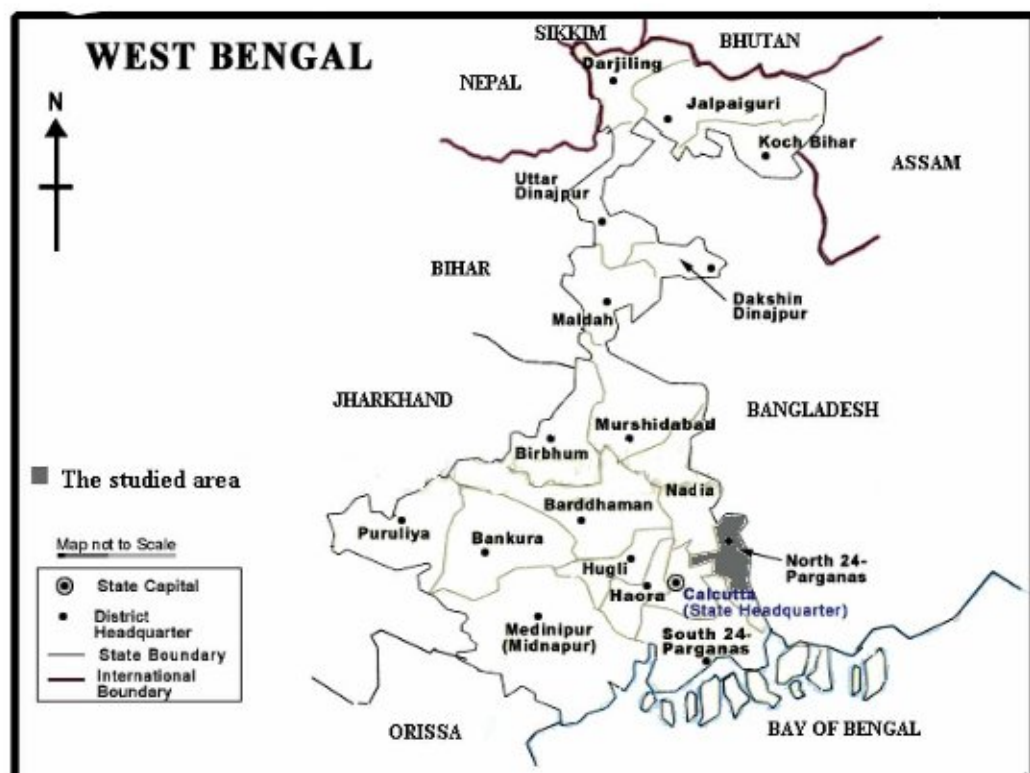 WEST BENGAL
SIKKIM
BHUTAN
NEPAL
Darjiling
N
Jalpaiguri
Koch Bihar
ASSAM
Uttar
Dinajpur
BIHAR
Dakshin
Dinajpur
Maldah
JHARKHAND
BANGLADESH
Murshidabad
Birbhum
The studied area
Nadia
Barddhaman
Puruliya
Bankura
Map not to Scale
North 24-
Parganas
Hugli
State Capital
Haora
Calcutta
(State Headquarter)
District
Headquarter
Medinipur
(Midnapur)
South 24-
Parganas
State Boundary
International
Boundary
ORISSA
BAY OF BENGAL